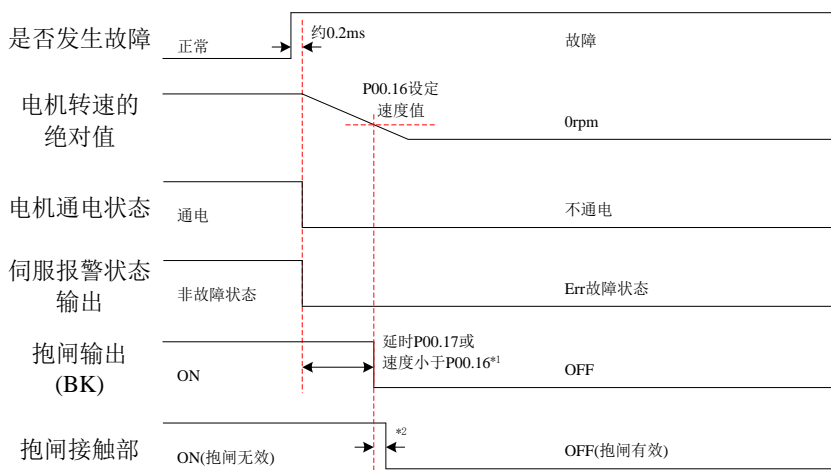 是否发生故障
正常
约0.2ms
故障
电机转速的
绝对值
P00.16设定
速度值
0rpm
电机通电状态
通电
不通电
伺服报警状态
输出
非故障状态
Err故障状态
抱闸输出
(BK)
ON
延时P00.17或
速度小于P00.16*1
OFF
抱闸接触部
ON(抱闸无效)
*2
OFF(抱闸有效)